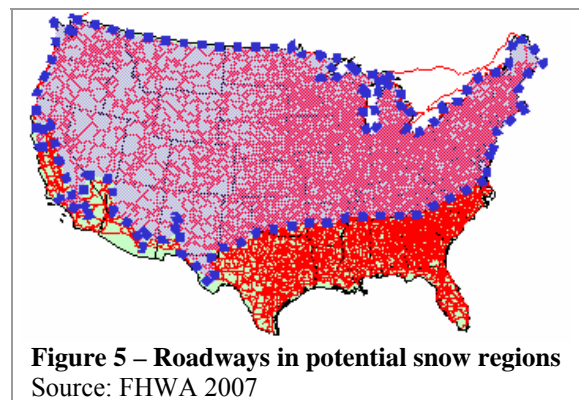 Figure 5 – Roadways in potential snow regions
Source: FHWA 2007